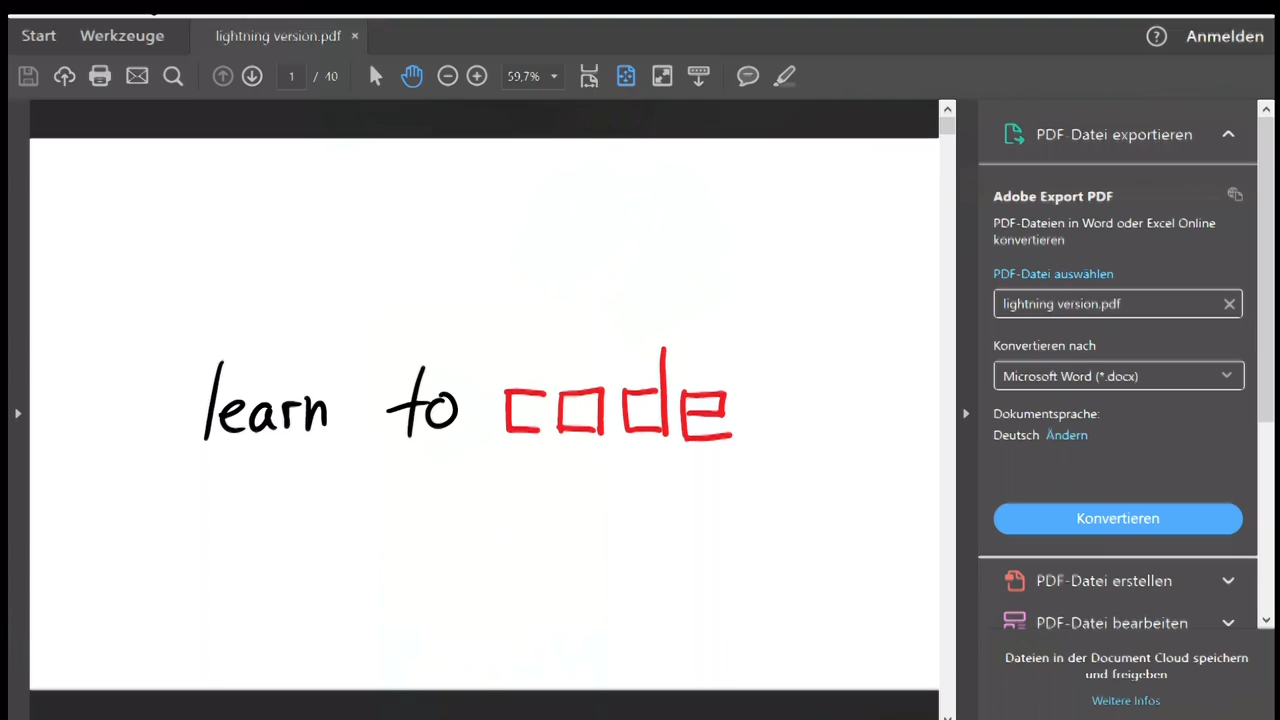 Start Werkzeuge lightning version.pdf × ? Anmelden
1 / 40 59,7%
PDF-Datei exportieren
Adobe Export PDF
PDF-Dateien in Word oder Excel Online
konvertieren
PDF-Datei auswählen
lightning version.pdf
Konvertieren nach
Microsoft Word (*.docx)
learn to code
Dokumentsprache:
Deutsch Ändern
Konvertieren
PDF-Datei erstellen
PDF-Datei bearbeiten
Dateien in der Document Cloud speichern
und freigeben
Weitere Infos